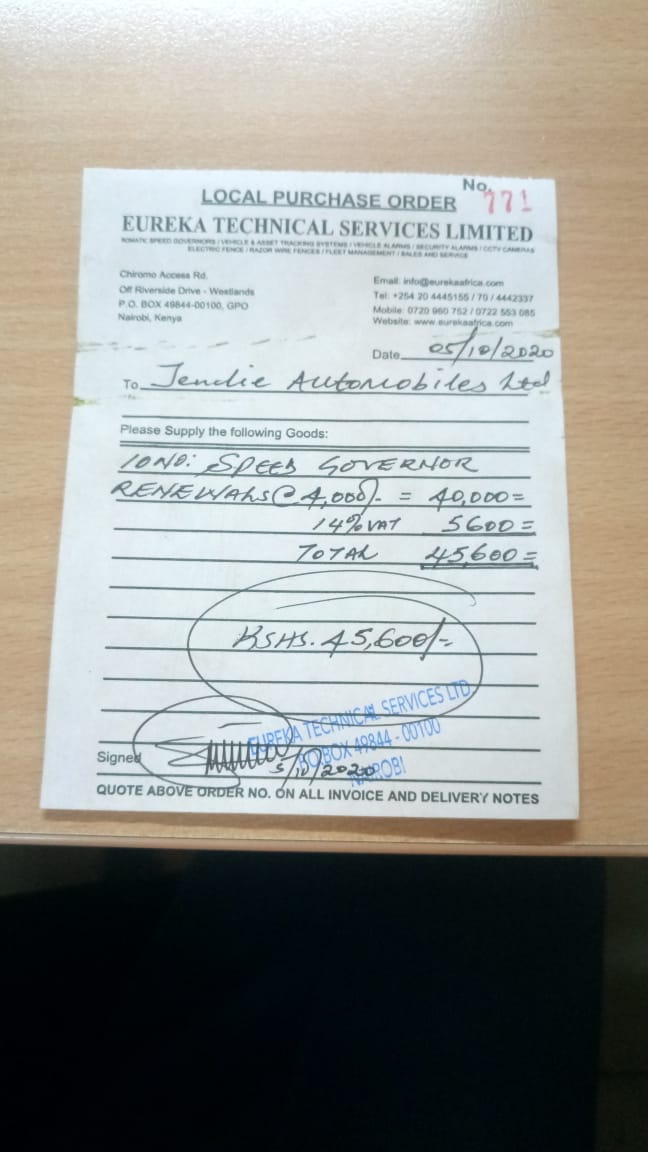 No. 771
LOCAL PURCHASE ORDER
EUREKA TECHNICAL SERVICES LIMITED
ROMATIC SPEED GOVERNORS / VEHICLE & ASSET TRACKING SYSTEMS / VEHICLE ALARMS / SECURITY ALARMS / CCTV CAMERAS
ELECTRIC FENCE / RAZOR WIRE FENCES / FLEET MANAGEMENT / SALES AND SERVICE
Chiromo Access Rd.
Off Riverside Drive - Westlands
P.O. BOX 49844-00100, GPO
Nairobi, Kenya
Email: info@eurekaafrica.com
Tel: +254 20 4445155 / 70 / 4442337
Mobile: 0720 960 752 / 0722 553 085
Website: www.eurekaafrica.com
Date 05/10/2020
To Jendie Automobiles Ltd
Please Supply the following Goods:
10NO: SPEED GOVERNOR
RENEWALS @ 4,000/- = 40,000=
14% VAT 5600=
TOTAL 45,600=
KSHS. 45,600/=
EUREKA TECHNICAL SERVICES LTD
P.O. BOX 49844 - 00100
NAIROBI
Signed 5/10/2020
QUOTE ABOVE ORDER NO. ON ALL INVOICE AND DELIVERY NOTES